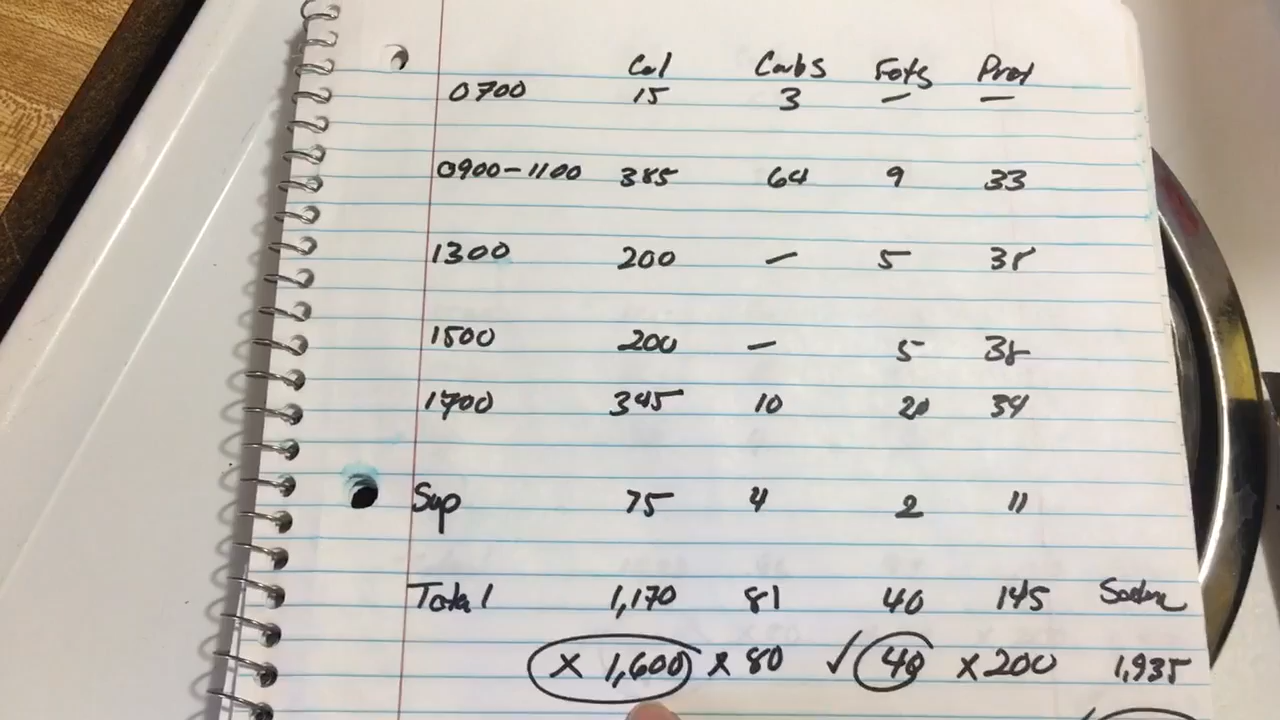 Cal Carbs Fats Prot
0700 15 3 — —
0900-1100 385 64 9 33
1300 200 — 5 38
1500 200 — 5 38
1700 345 10 20 34
Sup 75 4 2 11
Total 1,170 81 40 145
x 1,600 x 80 ✓ 40 x 200 1,935